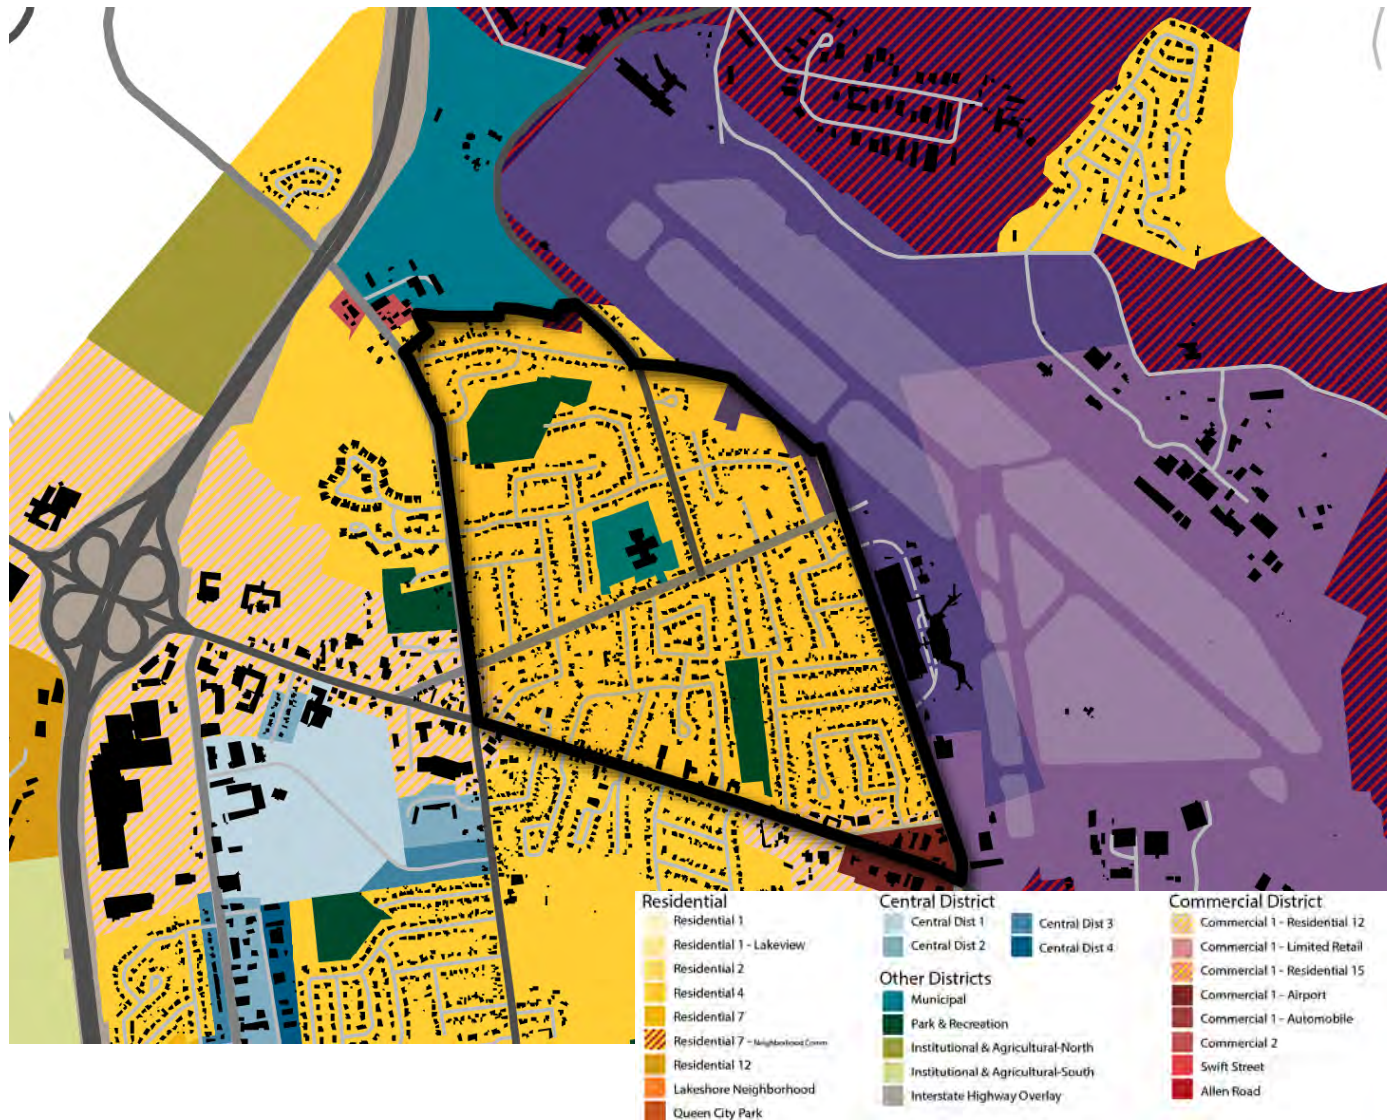 Residential
Residential 1
Residential 1 - Lakeview
Residential 2
Residential 4
Residential 7
Residential 7 - Neighborhood Comm
Residential 12
Lakeshore Neighborhood
Queen City Park
Central District
Central Dist 1
Central Dist 2
Central Dist 3
Central Dist 4
Other Districts
Municipal
Park & Recreation
Institutional & Agricultural-North
Institutional & Agricultural-South
Interstate Highway Overlay
Commercial District
Commercial 1 - Residential 12
Commercial 1 - Limited Retail
Commercial 1 - Residential 15
Commercial 1 - Airport
Commercial 1 - Automobile
Commercial 2
Swift Street
Allen Road